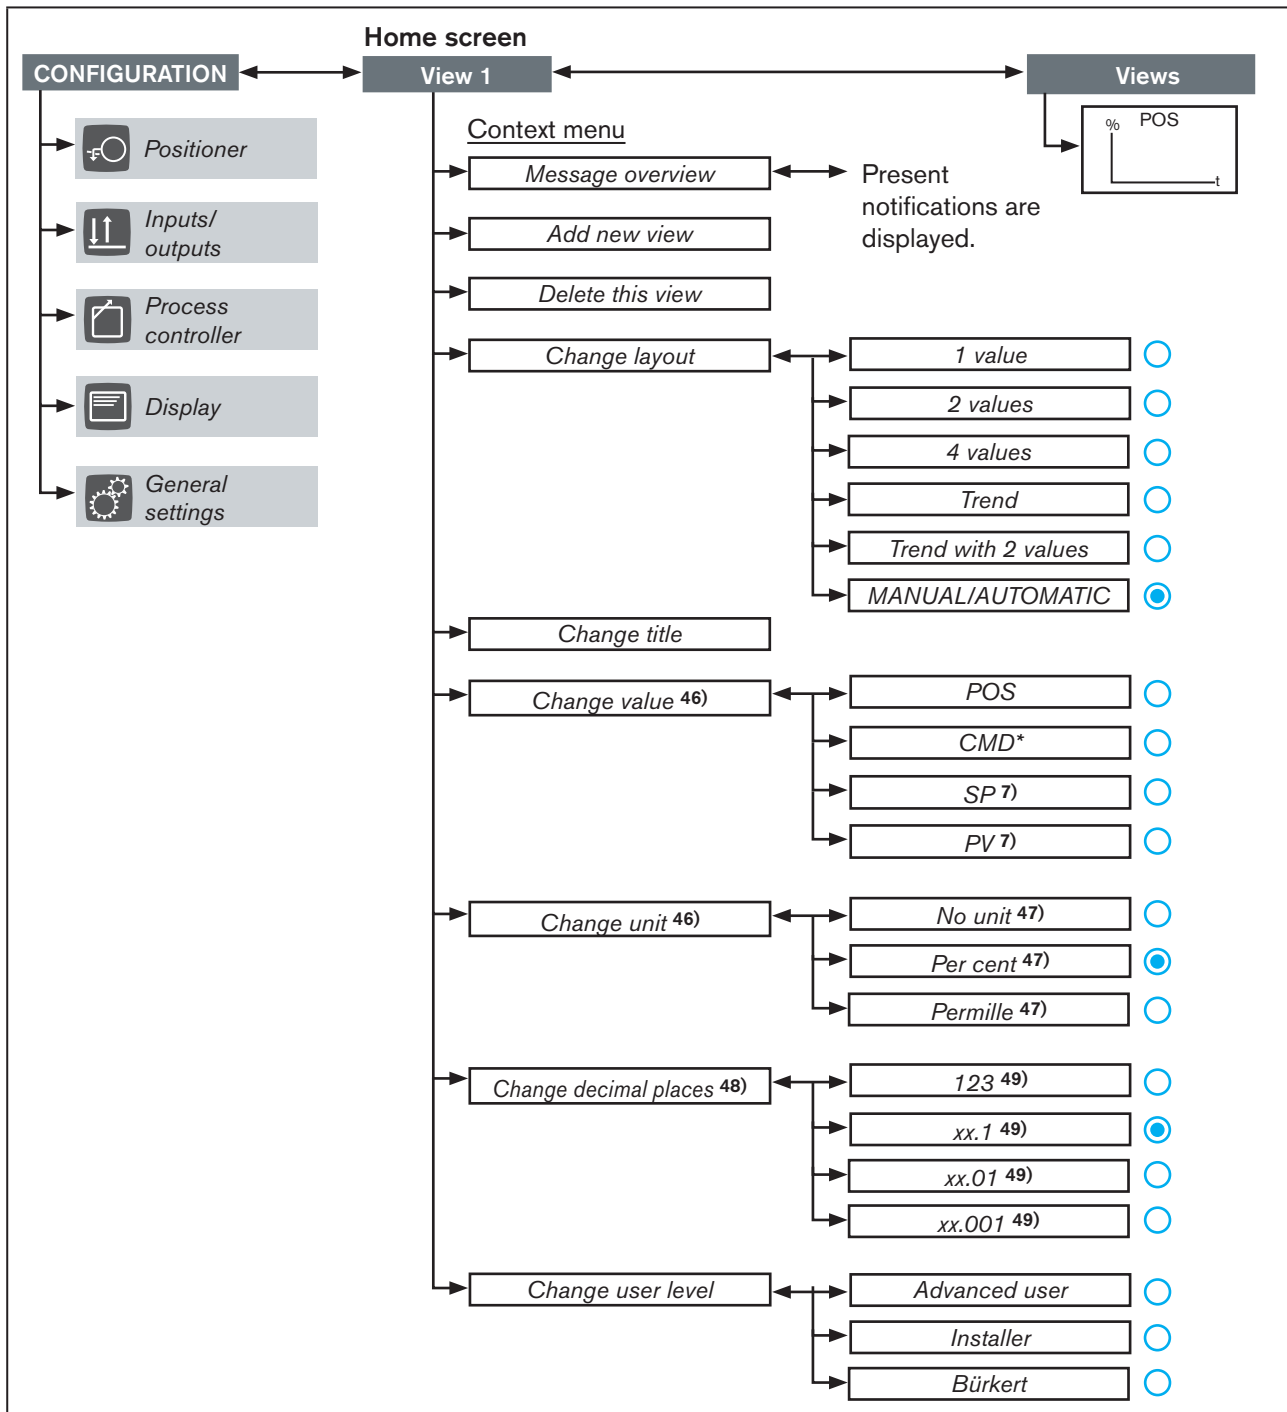 Home screen
CONFIGURATION
View 1
Views
Positioner
Inputs/
outputs
Process
controller
Display
General
settings
Context menu
Message overview
Present
notifications are
displayed.
% POS
t
Add new view
Delete this view
Change layout
1 value
2 values
4 values
Trend
Trend with 2 values
MANUAL/AUTOMATIC
Change title
Change value 46)
POS
CMD*
SP 7)
PV 7)
Change unit 46)
No unit 47)
Per cent 47)
Permille 47)
Change decimal places 48)
123 49)
xx.1 49)
xx.01 49)
xx.001 49)
Change user level
Advanced user
Installer
Bürkert